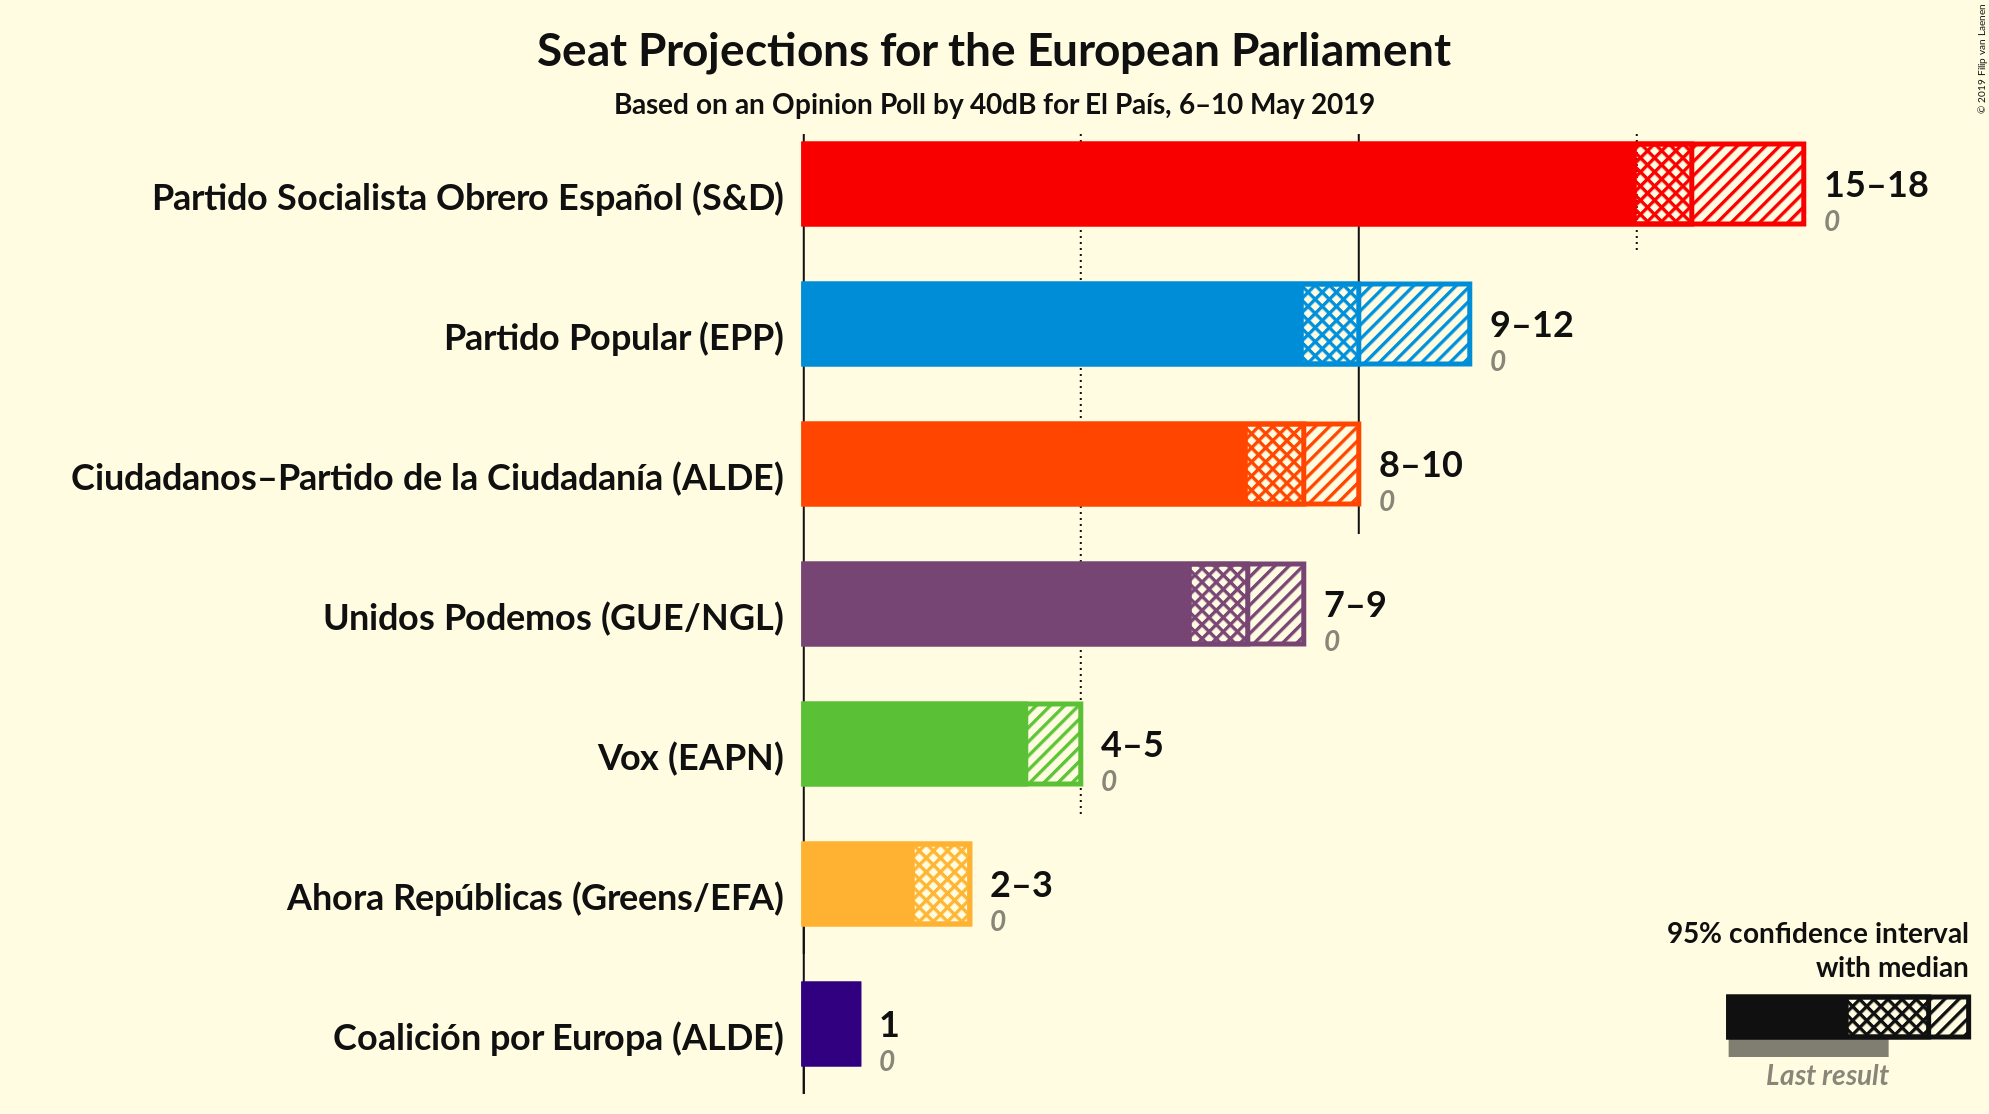 Seat Projections for the European Parliament
Based on an Opinion Poll by 40dB for El País, 6–10 May 2019
© 2019 Filip van Laenen
Partido Socialista Obrero Español (S&D)
15–18
0
Partido Popular (EPP)
9–12
0
Ciudadanos–Partido de la Ciudadanía (ALDE)
8–10
0
Unidos Podemos (GUE/NGL)
7–9
0
Vox (EAPN)
4–5
0
Ahora Repúblicas (Greens/EFA)
2–3
0
Coalición por Europa (ALDE)
1
0
95% confidence interval
with median
Last result